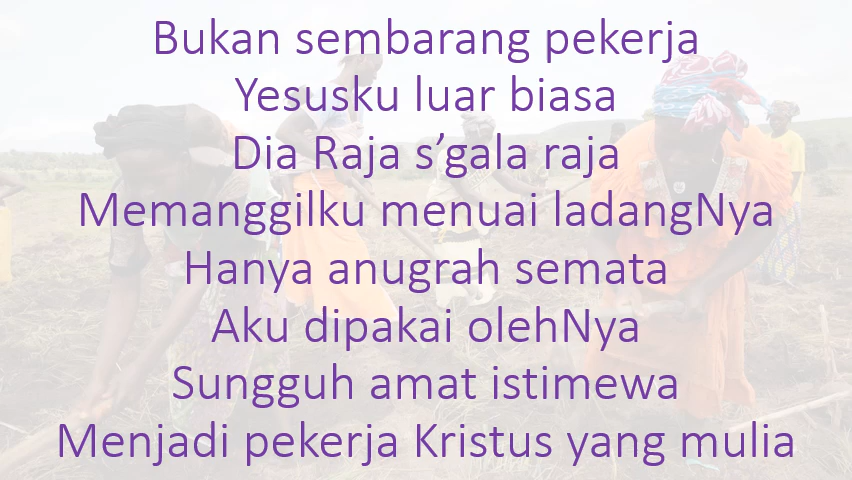 Bukan sembarang pekerja
Yesusku luar biasa
Dia Raja s’gala raja
Memanggilku menuai ladangNya
Hanya anugrah semata
Aku dipakai olehNya
Sungguh amat istimewa
Menjadi pekerja Kristus yang mulia